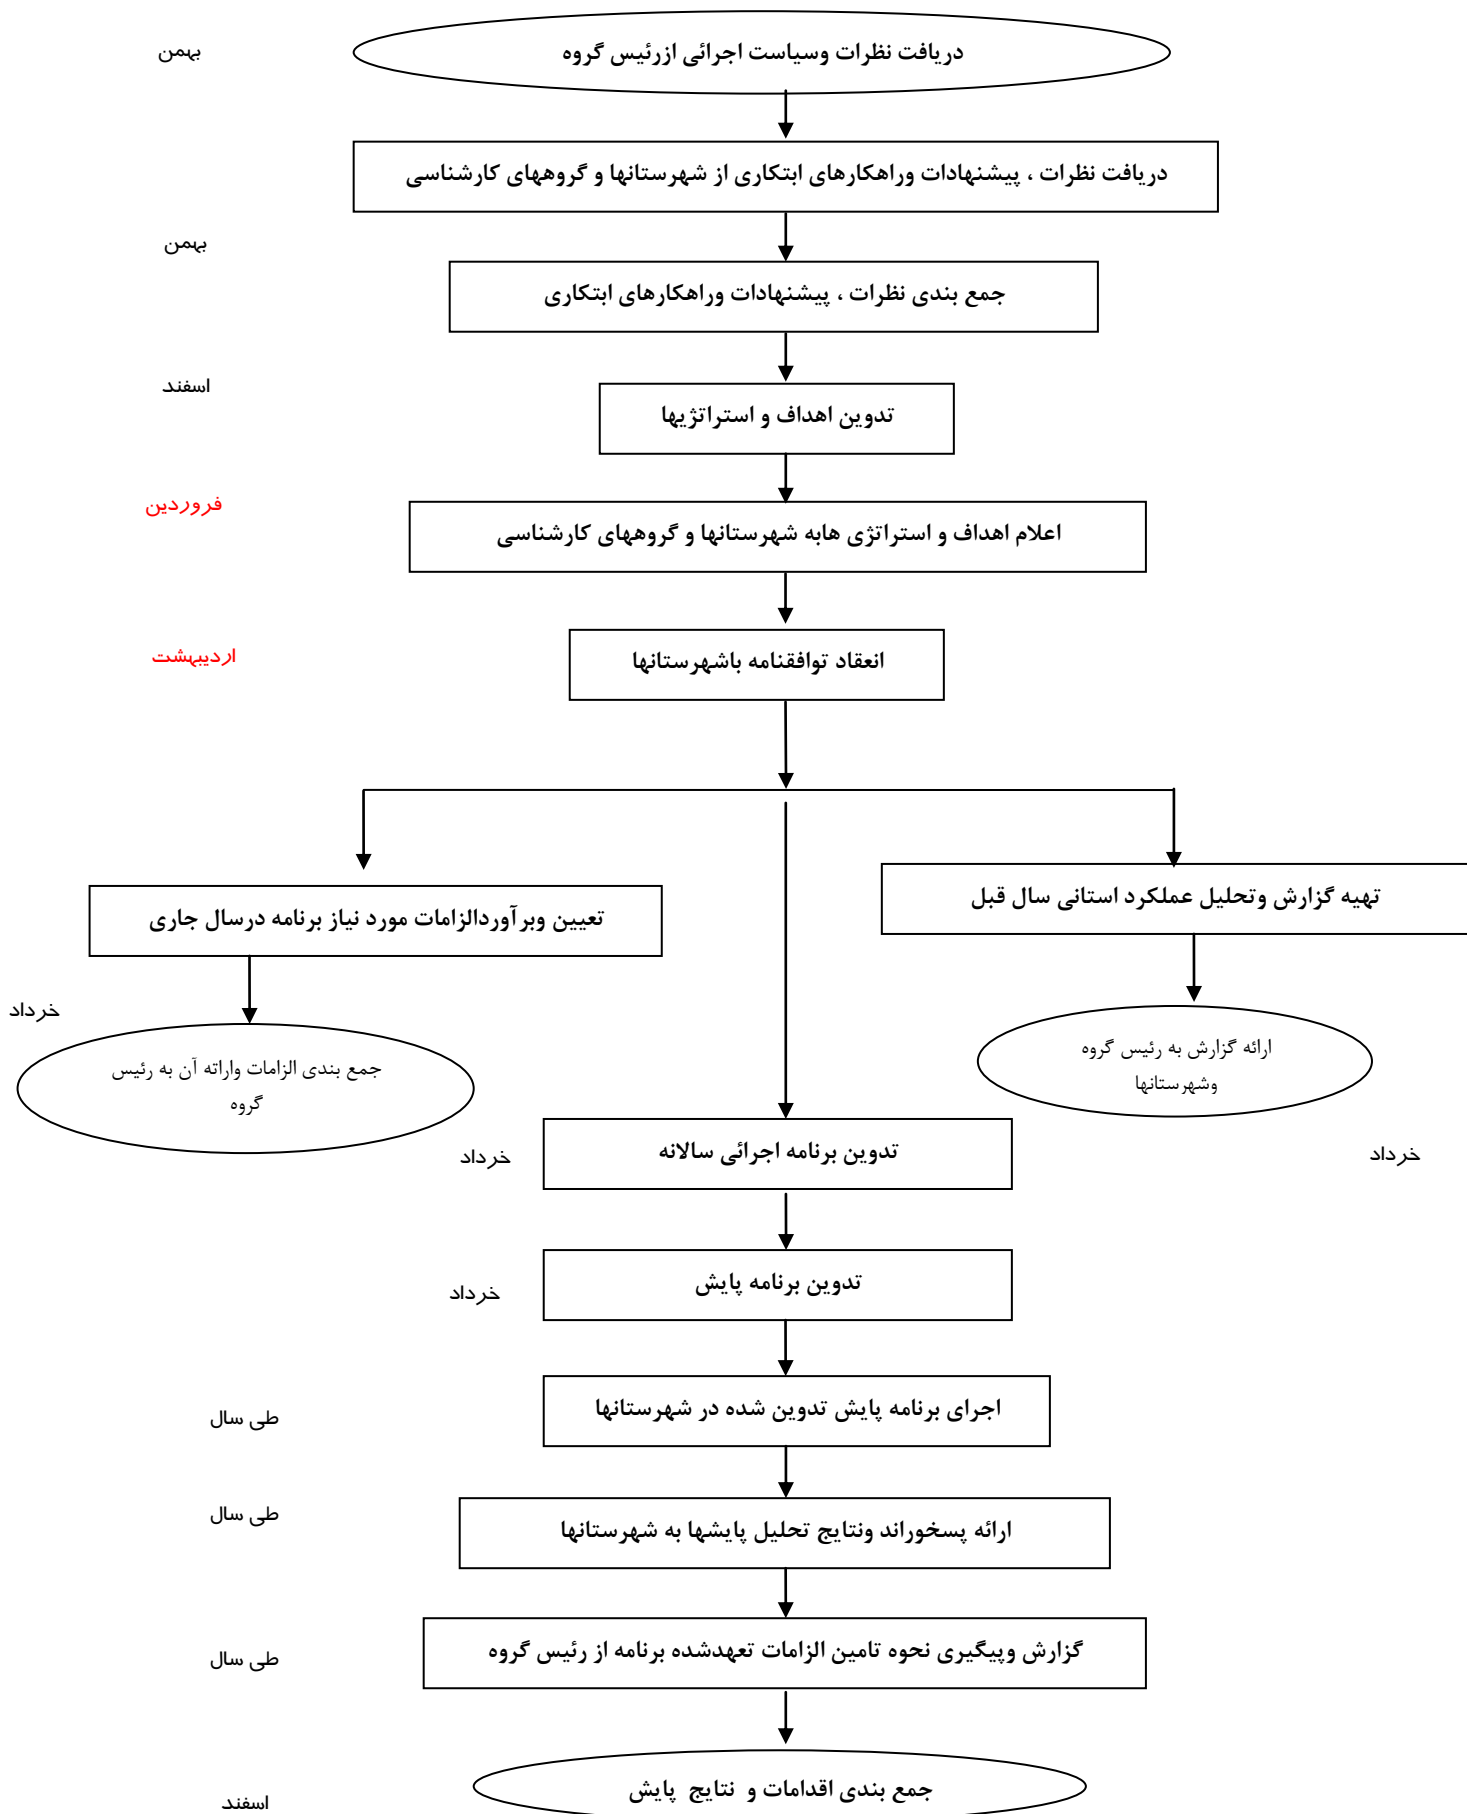 دریافت نظرات وسیاست اجرائی ازرئیس گروه
بهمن
دریافت نظرات ، پیشنهادات وراهکارهای ابتکاری از شهرستانها و گروههای کارشناسی
بهمن
جمع بندی نظرات ، پیشنهادات وراهکارهای ابتکاری
اسفند
تدوین اهداف و استراتژیها
فروردین
اعلام اهداف و استراتژی هابه شهرستانها و گروههای کارشناسی
اردیبهشت
انعقاد توافقنامه باشهرستانها
تهیه گزارش وتحلیل عملکرد استانی سال قبل
تعیین وبرآوردالزامات مورد نیاز برنامه درسال جاری
خرداد
ارائه گزارش به رئیس گروه
وشهرستانها
جمع بندی الزامات واراته آن به رئیس
گروه
خرداد
تدوین برنامه اجرائی سالانه
خرداد
تدوین برنامه پایش
خرداد
اجرای برنامه پایش تدوین شده در شهرستانها
طی سال
ارائه پسخوراند ونتایج تحلیل پایشها به شهرستانها
طی سال
گزارش وپیگیری نحوه تامین الزامات تعهدشده برنامه از رئیس گروه
طی سال
جمع بندی اقدامات و نتایج پایش
اسفند